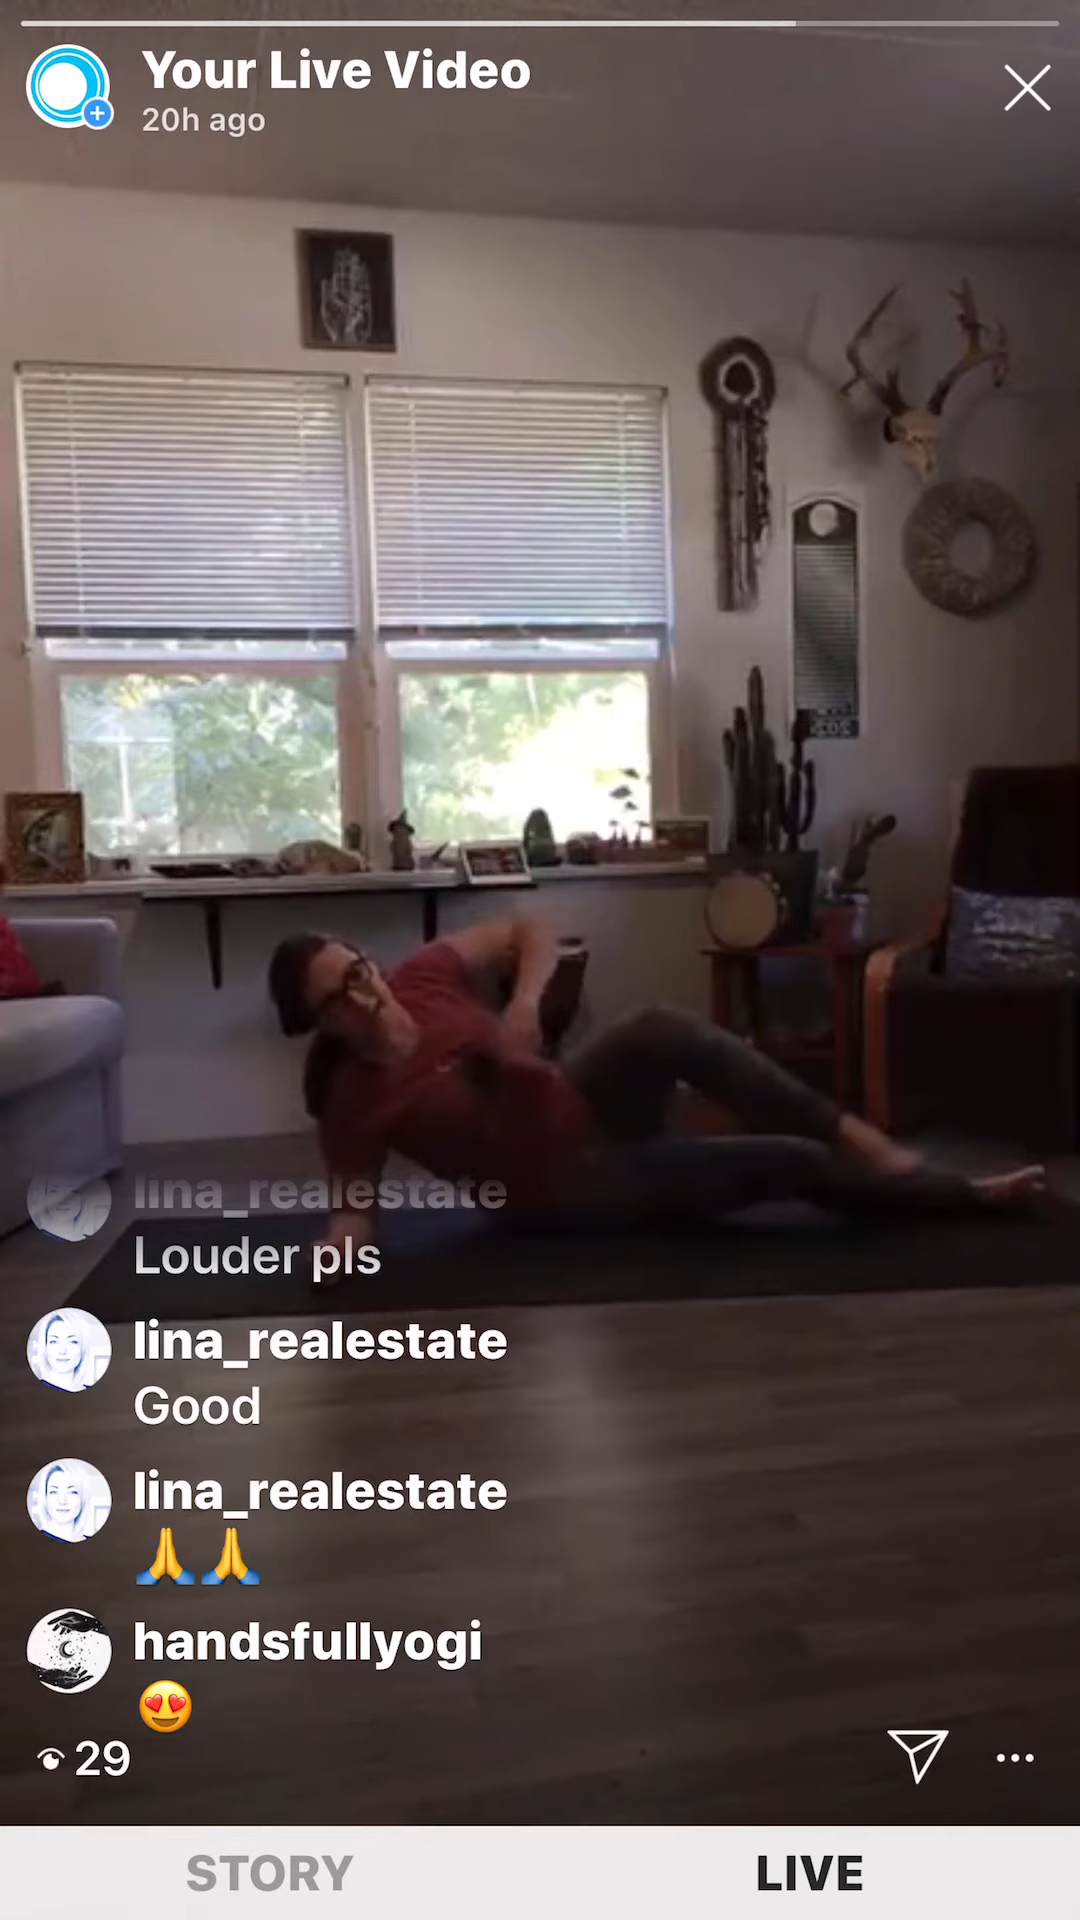 Your Live Video
20h ago
lina_realestate
Louder pls
lina_realestate
Good
lina_realestate
🙏🙏
handsfullyogi
😍
29
STORY
LIVE